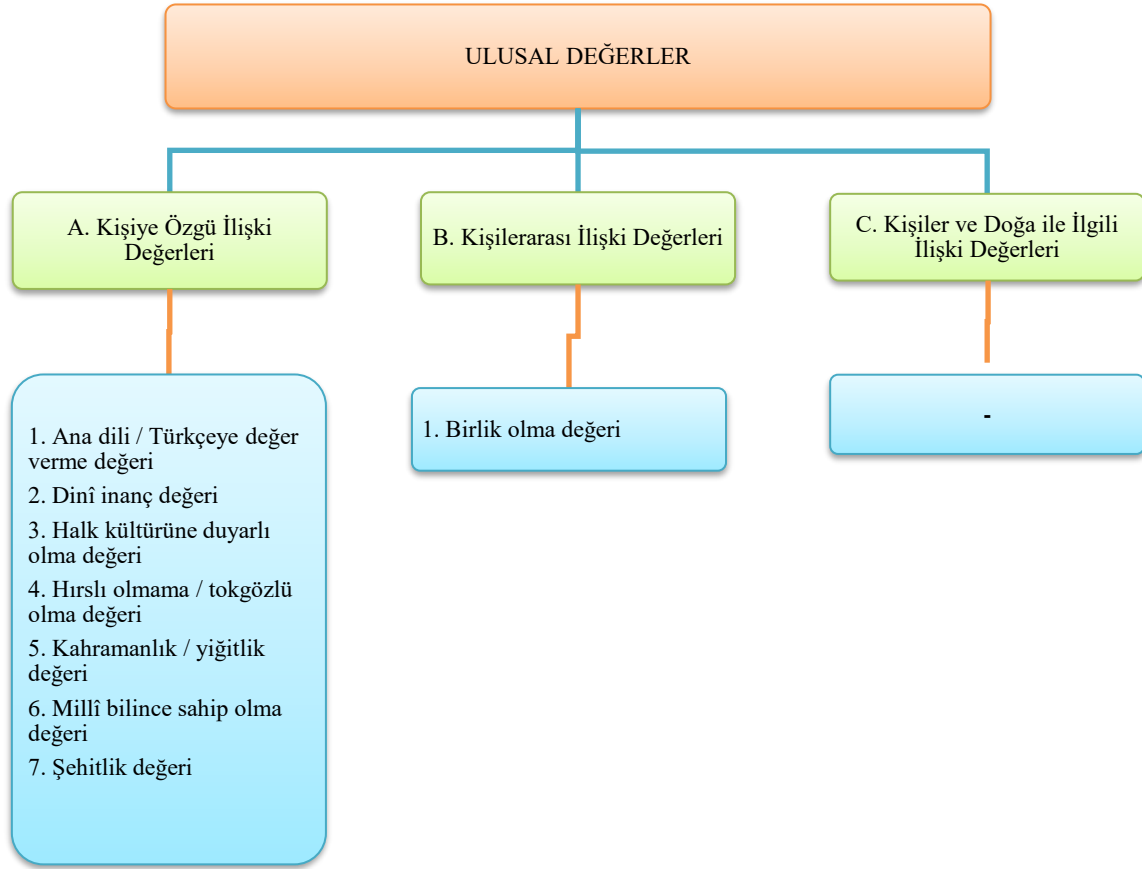 ULUSAL DEĞERLER
A. Kişiye Özgü İlişki
Değerleri
B. Kişilerarası İlişki Değerleri
C. Kişiler ve Doğa ile İlgili
İlişki Değerleri
1. Ana dili / Türkçeye değer
verme değeri
2. Dinî inanç değeri
3. Halk kültürüne duyarlı
olma değeri
4. Hırslı olmama / tokgözlü
olma değeri
5. Kahramanlık / yiğitlik
değeri
6. Millî bilince sahip olma
değeri
7. Şehitlik değeri
1. Birlik olma değeri
-